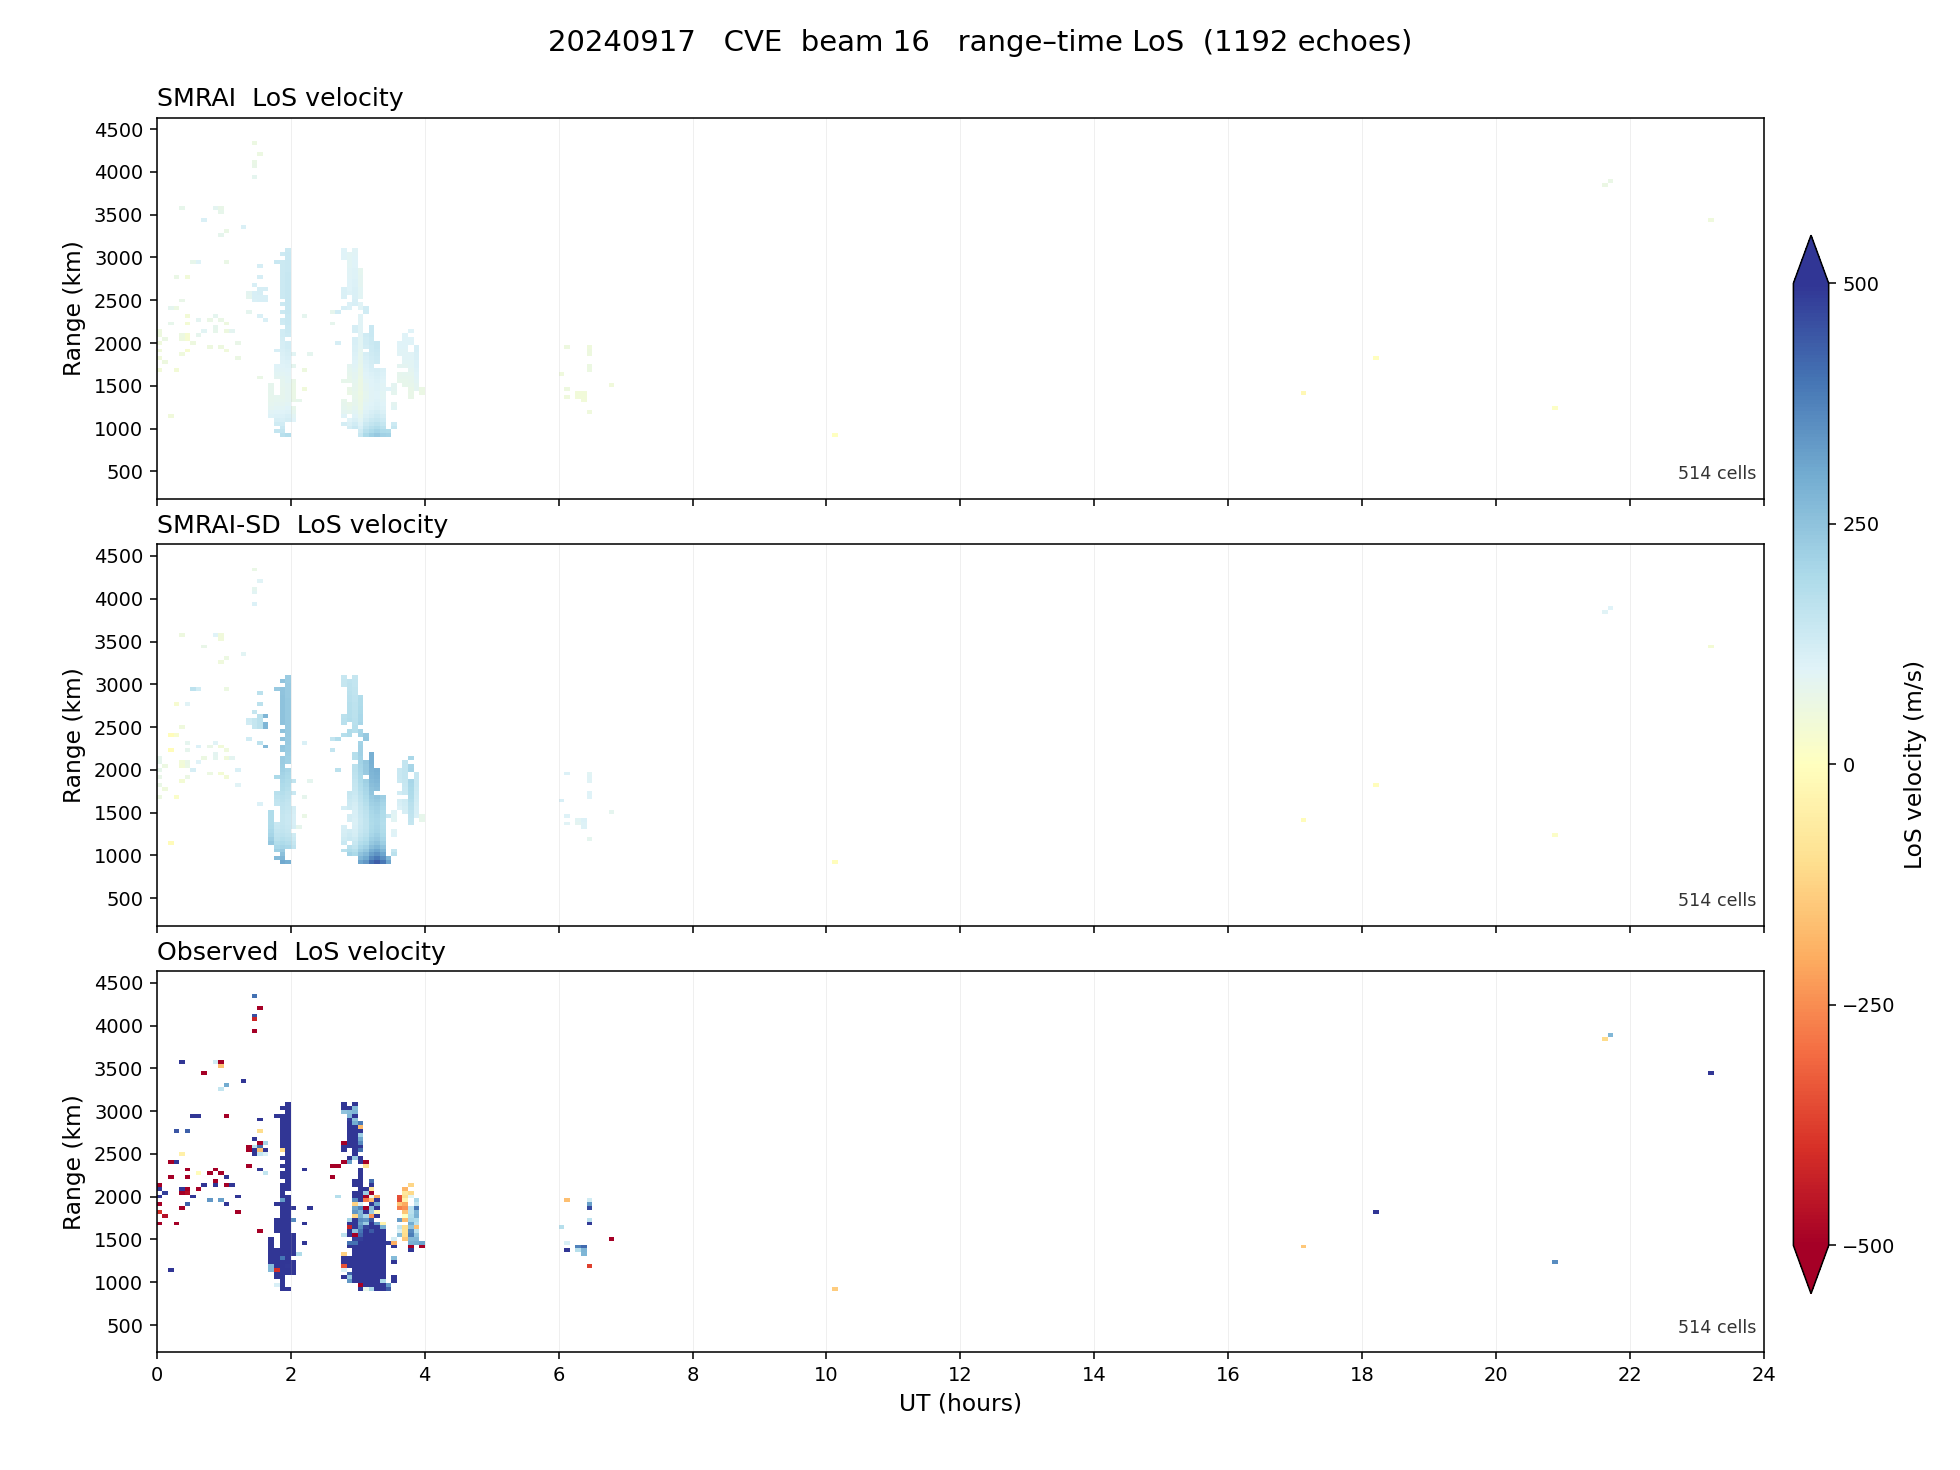 20240917   CVE  beam 16   range–time LoS  (1192 echoes)
SMRAI  LoS velocity
4500
4000
3500
3000
2500
2000
1500
1000
500
Range (km)
514 cells
SMRAI-SD  LoS velocity
4500
4000
3500
3000
2500
2000
1500
1000
500
Range (km)
514 cells
Observed  LoS velocity
4500
4000
3500
3000
2500
2000
1500
1000
500
Range (km)
514 cells
0 2 4 6 8 10 12 14 16 18 20 22 24
UT (hours)
500
250
0
−250
−500
LoS velocity (m/s)